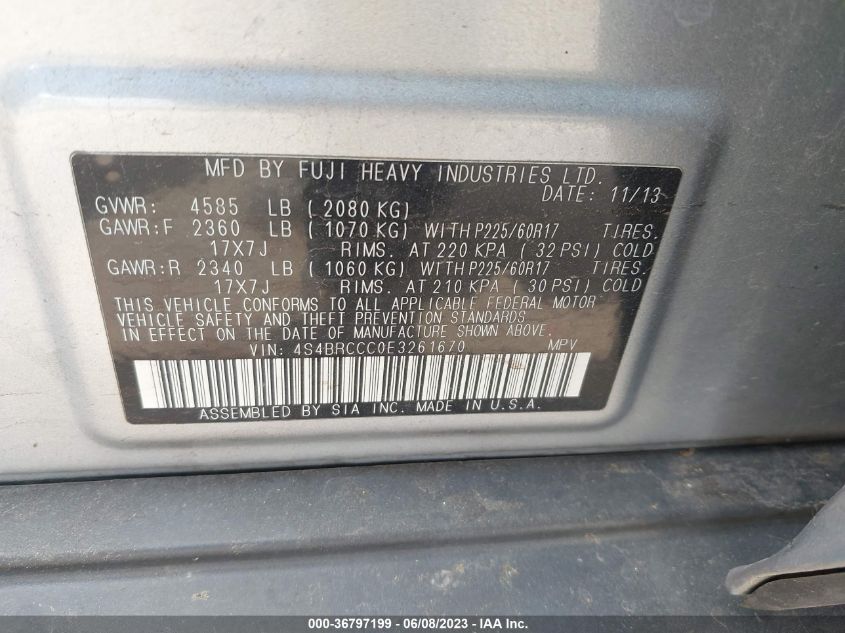 MFD BY FUJI HEAVY INDUSTRIES LTD.
DATE: 11/13
GVWR: 4585 LB (2080 KG)
GAWR:F 2360 LB (1070 KG) WITH P225/60R17 TIRES.
17X7J RIMS. AT 220 KPA (32 PSI) COLD
GAWR:R 2340 LB (1060 KG) WITH P225/60R17 TIRES.
17X7J RIMS. AT 210 KPA (30 PSI) COLD
THIS VEHICLE CONFORMS TO ALL APPLICABLE FEDERAL MOTOR
VEHICLE SAFETY AND THEFT PREVENTION STANDARDS
IN EFFECT ON THE DATE OF MANUFACTURE SHOWN ABOVE.
VIN: 4S4BRCCC0E3261670 MPV
ASSEMBLED BY SIA INC. MADE IN U.S.A.
000-36797199 - 06/08/2023 - IAA Inc.